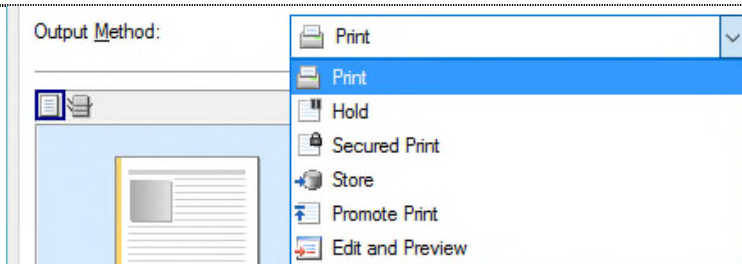 Output Method:
Print
Print
Hold
Secured Print
Store
Promote Print
Edit and Preview